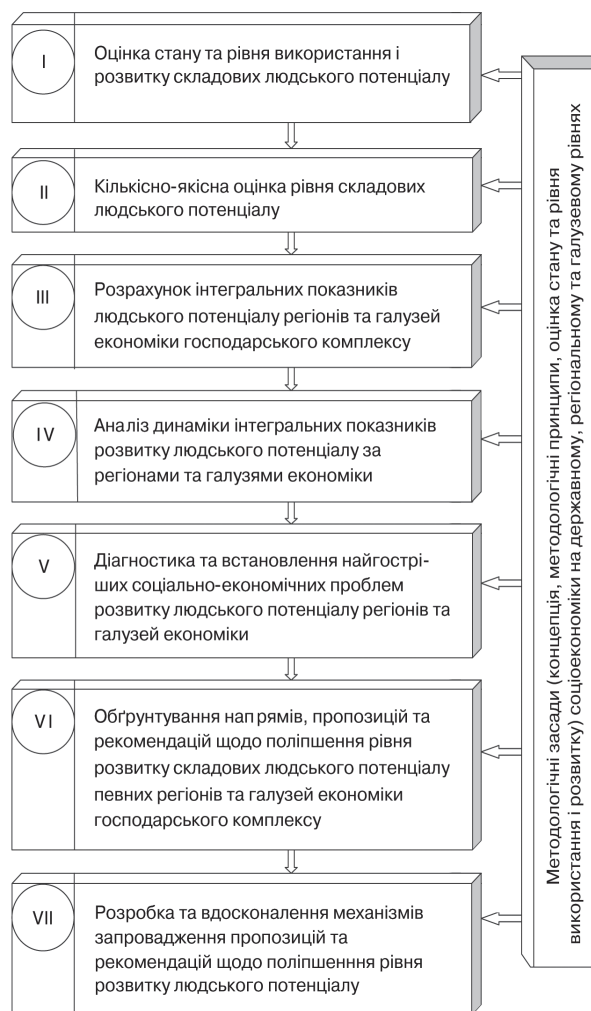 I
Оцінка стану та рівня використання і
розвитку складових людського потенціалу
II
Кількісно-якісна оцінка рівня складових
людського потенціалу
III
Розрахунок інтегральних показників
людського потенціалу регіонів та галузей
економіки господарського комплексу
IV
Аналіз динаміки інтегральних показників
розвитку людського потенціалу за
регіонами та галузями економіки
V
Діагностика та встановлення найгострі-
ших соціально-економічних проблем
розвитку людського потенціалу регіонів та
галузей економіки
VI
Обґрунтування напрямів, пропозицій та
рекомендацій щодо поліпшення рівня
розвитку складових людського потенціалу
певних регіонів та галузей економіки
господарського комплексу
VII
Розробка та вдосконалення механізмів
запровадження пропозицій та
рекомендацій щодо поліпшенння рівня
розвитку людського потенціалу
Методологічні засади (концепція, методологічні принципи, оцінка стану та рівня
використання і розвитку) соціоекономіки на державному, регіональному та галузевому рівнях